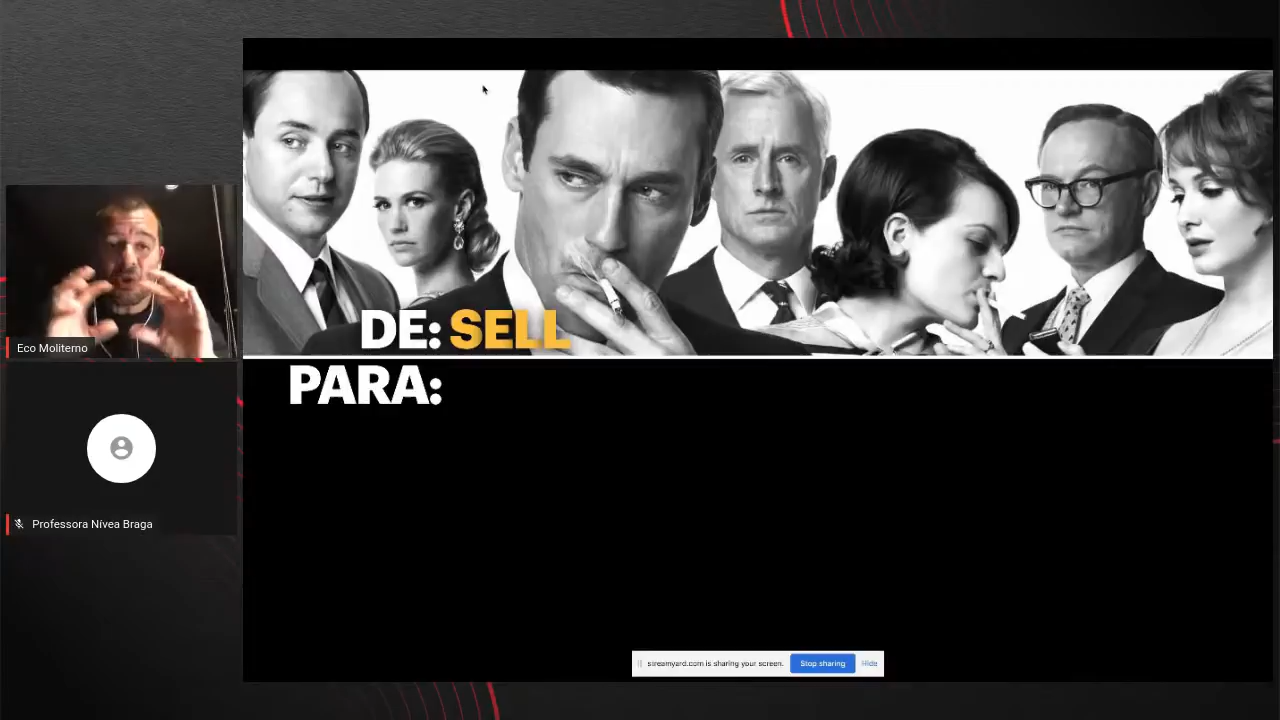 DE: SELL
PARA:
Eco Moliterno
Professora Nívea Braga
streamyard.com is sharing your screen.
Stop sharing
Hide